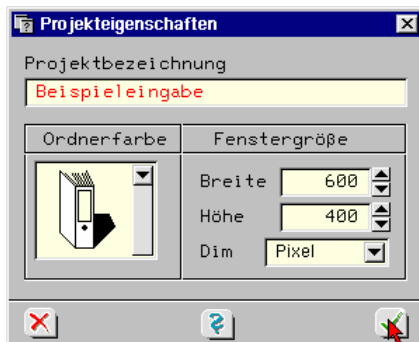 Projekteigenschaften
Projektbezeichnung
Beispieleingabe
Ordnerfarbe
Fenstergröße
Breite 600
Höhe 400
Dim Pixel